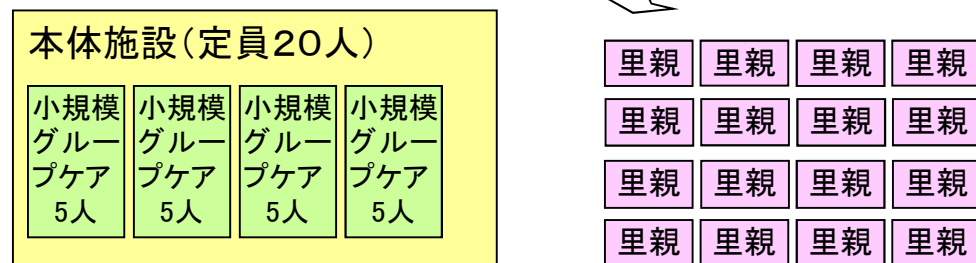 本体施設(定員20人)
小規模
グルー
プケア
5人
小規模
グルー
プケア
5人
小規模
グルー
プケア
5人
小規模
グルー
プケア
5人
里親 里親 里親 里親
里親 里親 里親 里親
里親 里親 里親 里親
里親 里親 里親 里親